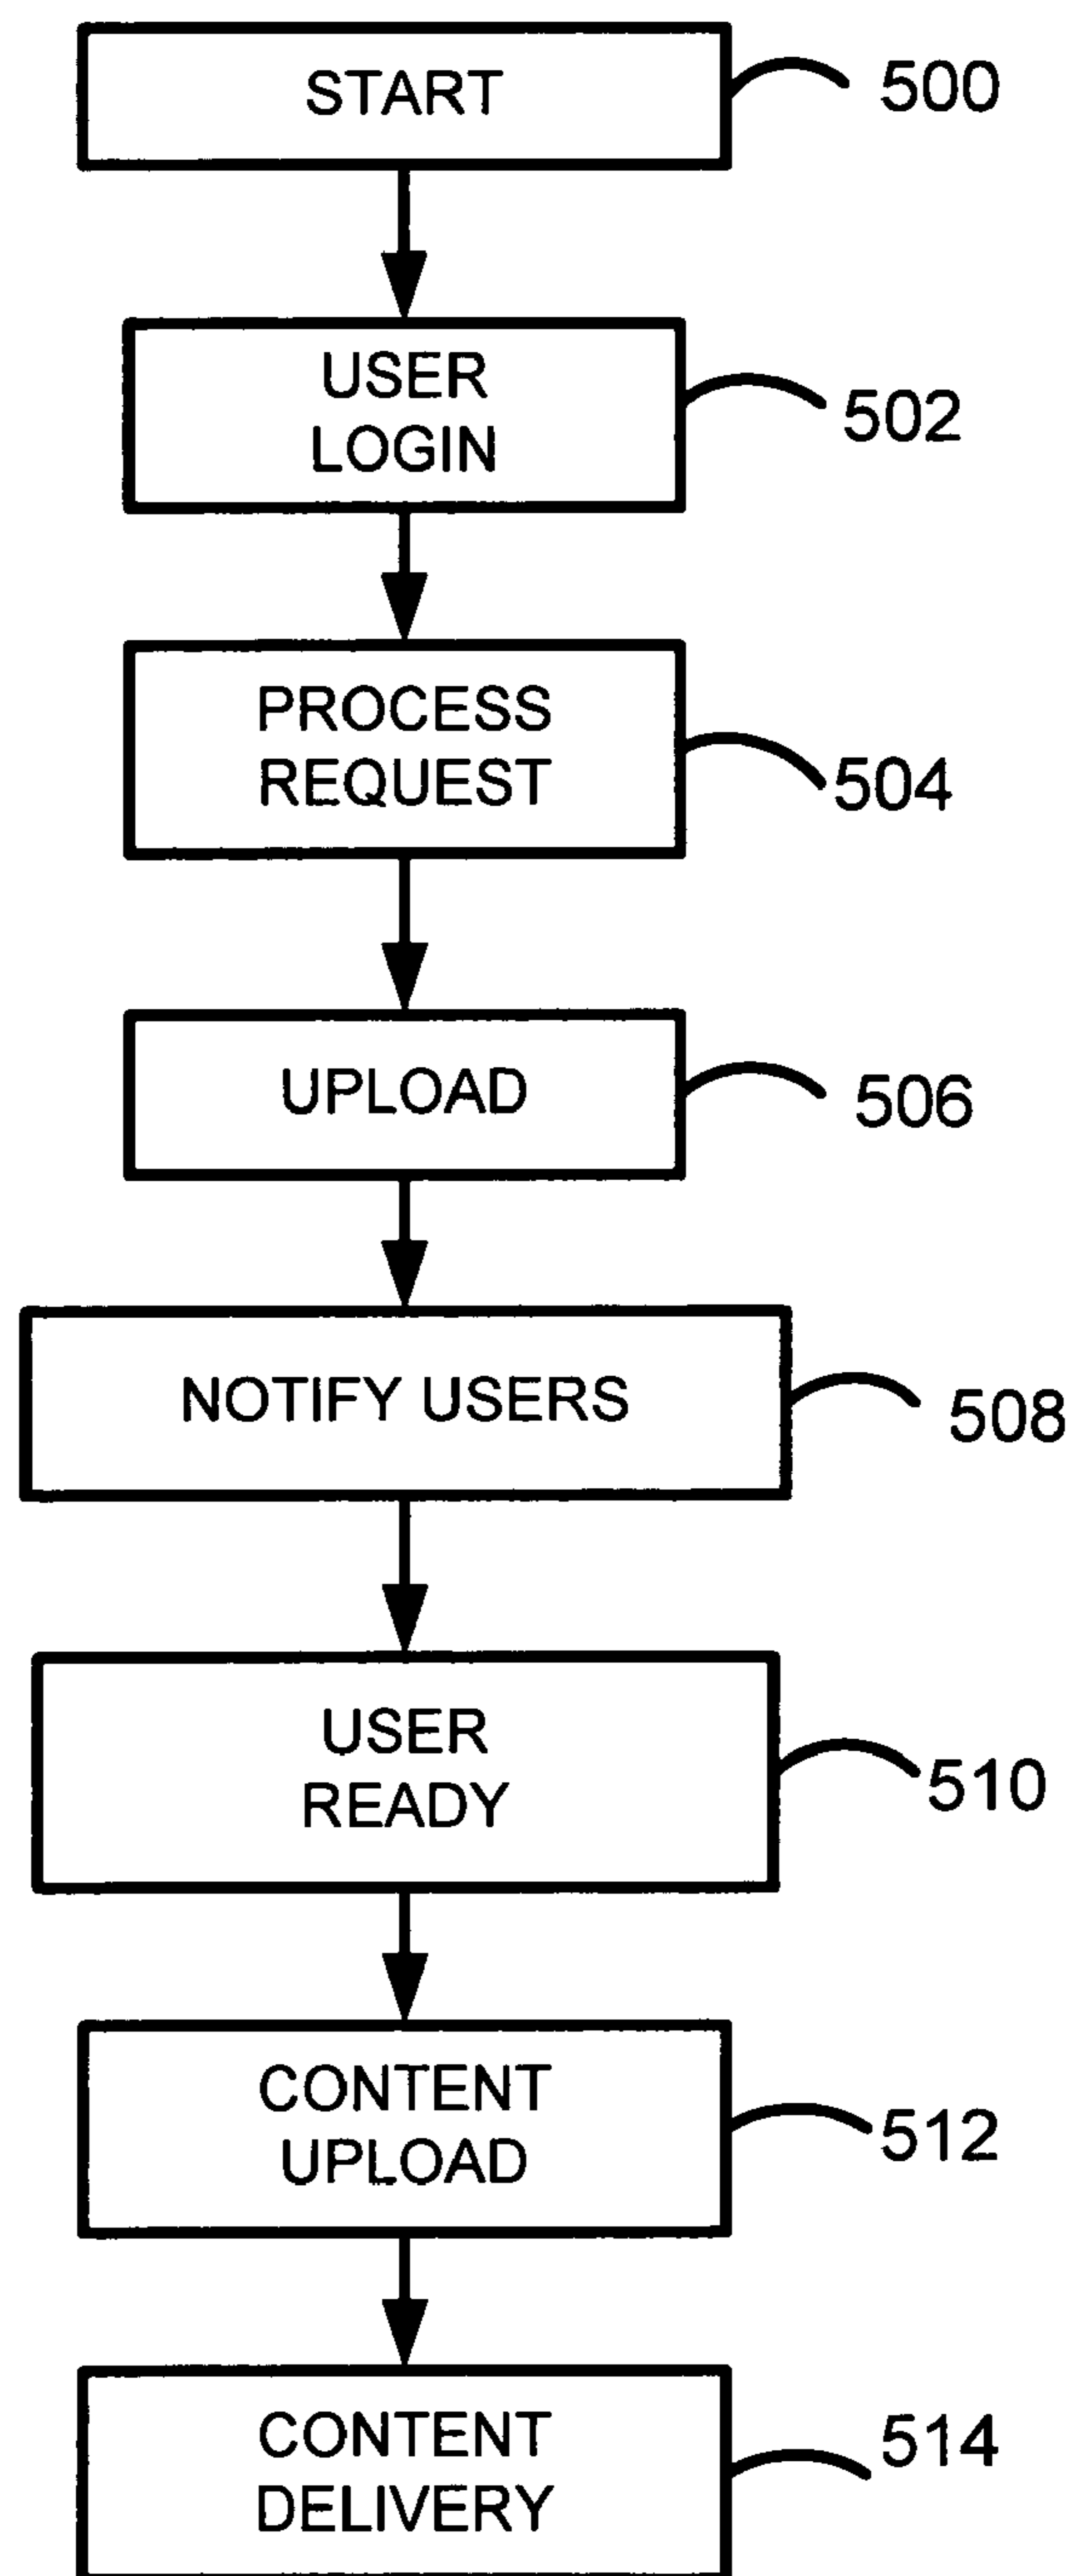 START
500
USER
LOGIN
502
PROCESS
REQUEST
504
UPLOAD
506
NOTIFY USERS
508
USER
READY
510
CONTENT
UPLOAD
512
CONTENT
DELIVERY
514